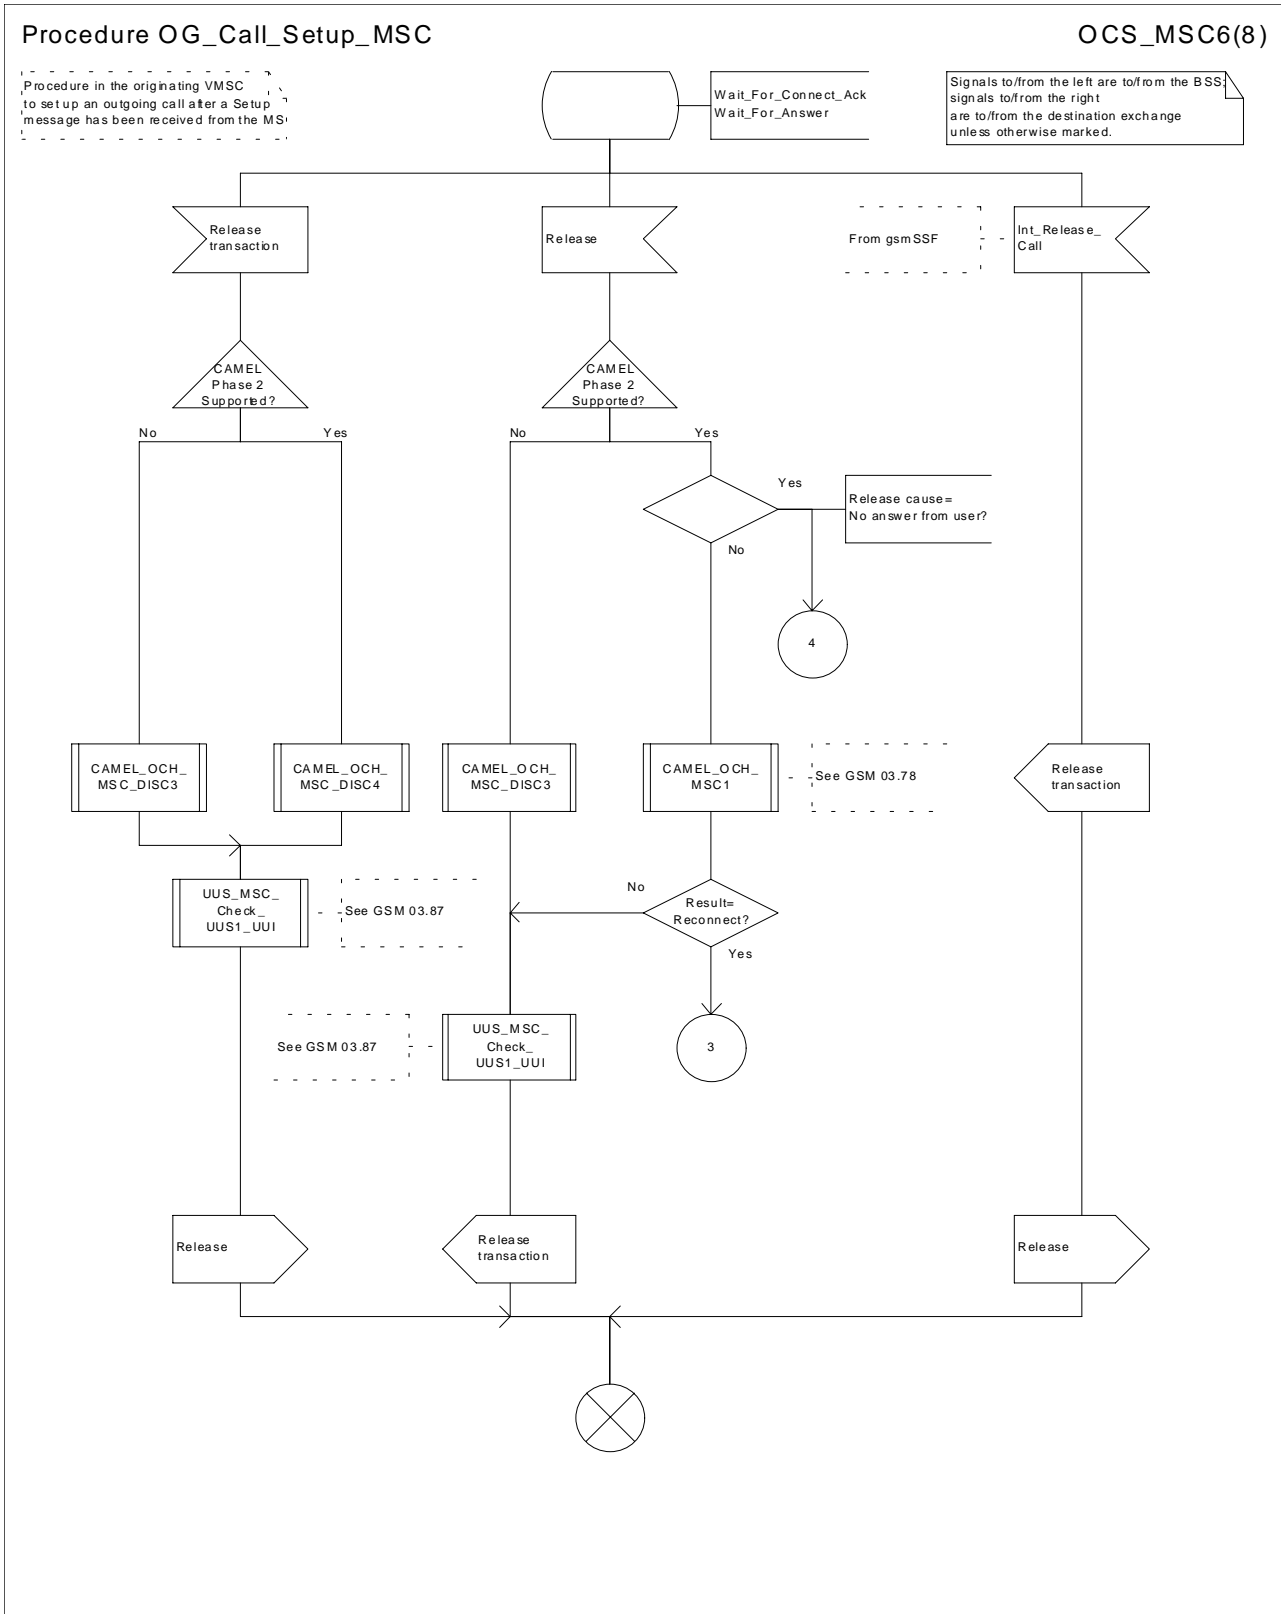 Procedure OG_Call_Setup_MSC
OCS_MSC6(8)
Procedure in the originating VMSC
to set up an outgoing call after a Setup
message has been received from the MS
Wait_For_Connect_Ack
Wait_For_Answer
Signals to/from the left are to/from the BSS;
signals to/from the right
are to/from the destination exchange
unless otherwise marked.
Release
transaction
Release
From gsmSSF
Int_Release_
Call
CAMEL
Phase 2
Supported?
CAMEL
Phase 2
Supported?
No
Yes
No
Yes
Yes
Release cause=
No answer from user?
No
4
CAMEL_OCH_
MSC_DISC3
CAMEL_OCH_
MSC_DISC4
CAMEL_OCH_
MSC_DISC3
CAMEL_OCH_
MSC1
See GSM 03.78
Release
transaction
UUS_MSC_
Check_
UUS1_UUI
See GSM 03.87
No
Result=
Reconnect?
Yes
See GSM 03.87
UUS_MSC_
Check_
UUS1_UUI
3
Release
Release
transaction
Release